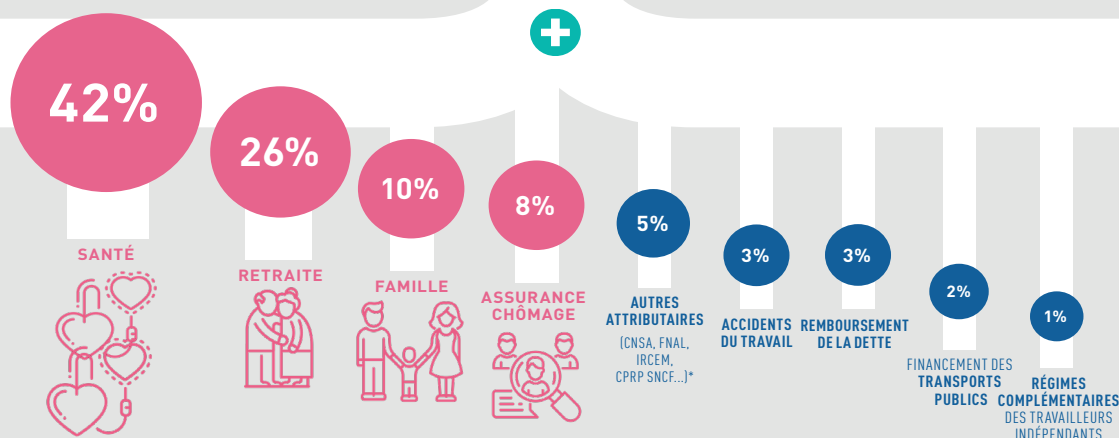 42%
SANTÉ
26%
RETRAITE
10%
FAMILLE
8%
ASSURANCE
CHÔMAGE
5%
AUTRES
ATTRIBUTAIRES
(CNSA, FNAL,
IRCEM,
CPRP SNCF...)*
3%
ACCIDENTS
DU TRAVAIL
3%
REMBOURSEMENT
DE LA DETTE
2%
FINANCEMENT DES
TRANSPORTS
PUBLICS
1%
RÉGIMES
COMPLÉMENTAIRES
DES TRAVAILLEURS
INDÉPENDANTS